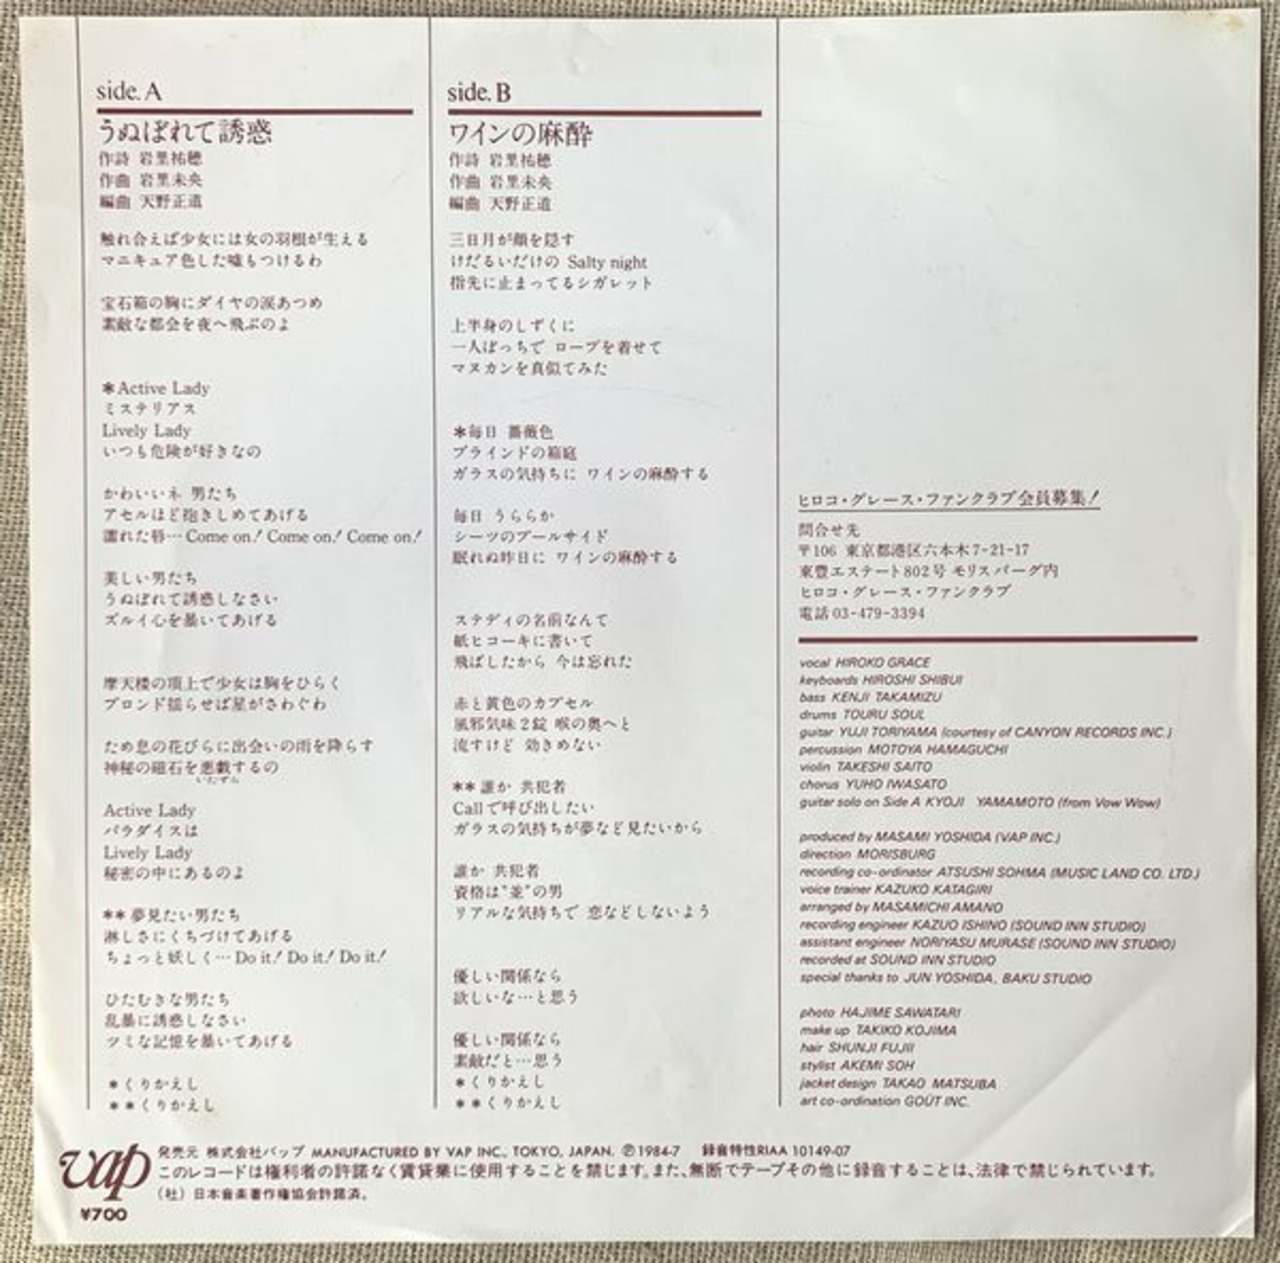 side.A
うぬぼれて誘惑
作詩 岩里祐穂
作曲 岩里未央
編曲 天野正道
触れ合えば少女には女の羽根が生える
マニキュア色した嘘もつけるわ
宝石箱の胸にダイヤの涙あつめ
素敵な都会を夜へ飛ぶのよ
*Active Lady
ミステリアス
Lively Lady
いつも危険が好きなの
かわいいネ 男たち
アセルほど抱きしめてあげる
濡れた唇…Come on! Come on! Come on!
美しい男たち
うぬぼれて誘惑しなさい
ズルイ心を暴いてあげる
摩天楼の頂上で少女は胸をひらく
ブロンド揺らせば星がさわぐわ
ため息の花びらに出会いの雨を降らす
神秘の磁石を悪戯するの
いたずら
Active Lady
パラダイスは
Lively Lady
秘密の中にあるのよ
**夢見たい男たち
淋しさにくちづけてあげる
ちょっと妖しく…Do it! Do it! Do it!
ひたむきな男たち
乱暴に誘惑しなさい
ツミな記憶を暴いてあげる
*くりかえし
**くりかえし
side.B
ワインの麻酔
作詩 岩里祐穂
作曲 岩里未央
編曲 天野正道
三日月が顔を隠す
けだるいだけの Salty night
指先に止まってるシガレット
上半身のしずくに
一人ぼっちで ローブを着せて
マヌカンを真似てみた
*毎日 薔薇色
ブラインドの箱庭
ガラスの気持ちに ワインの麻酔する
毎日 うららか
シーツのプールサイド
眠れぬ昨日に ワインの麻酔する
ステディの名前なんて
紙ヒコーキに書いて
飛ばしたから 今は忘れた
赤と黄色のカプセル
風邪気味2錠 喉の奥へと
流すけど 効きめない
**誰か 共犯者
Callで呼び出したい
ガラスの気持ちが夢など見たいから
誰か 共犯者
資格は"並"の男
リアルな気持ちで 恋などしないよう
優しい関係なら
欲しいな…と思う
優しい関係なら
素敵だと…思う
*くりかえし
**くりかえし
ヒロコ・グレース・ファンクラブ会員募集!
問合せ先
〒106 東京都港区六本木7-21-17
東豊エステート802号 モリスバーグ内
ヒロコ・グレース・ファンクラブ
電話 03-479-3394
vocal HIROKO GRACE
keyboards HIROSHI SHIBUI
bass KENJI TAKAMIZU
drums TOURU SOUL
guitar YUJI TORIYAMA (courtesy of CANYON RECORDS INC.)
percussion MOTOYA HAMAGUCHI
violin TAKESHI SAITO
chorus YUHO IWASATO
guitar solo on Side A KYOJI YAMAMOTO (from Vow Wow)
produced by MASAMI YOSHIDA (VAP INC.)
direction MORISBURG
recording co-ordinator ATSUSHI SOHMA (MUSIC LAND CO. LTD.)
voice trainer KAZUKO KATAGIRI
arranged by MASAMICHI AMANO
recording engineer KAZUO ISHINO (SOUND INN STUDIO)
assistant engineer NORIYASU MURASE (SOUND INN STUDIO)
recorded at SOUND INN STUDIO
special thanks to JUN YOSHIDA, BAKU STUDIO
photo HAJIME SAWATARI
make up TAKIKO KOJIMA
hair SHUNJI FUJII
stylist AKEMI SOH
jacket design TAKAO MATSUBA
art co-ordination GOÛT INC.
vap
¥700
発売元 株式会社バップ MANUFACTURED BY VAP INC., TOKYO, JAPAN. Ⓟ1984-7 録音特性RIAA 10149-07
このレコードは権利者の許諾なく賃貸業に使用することを禁じます。また、無断でテープその他に録音することは、法律で禁じられています。
(社)日本音楽著作権協会許諾済。